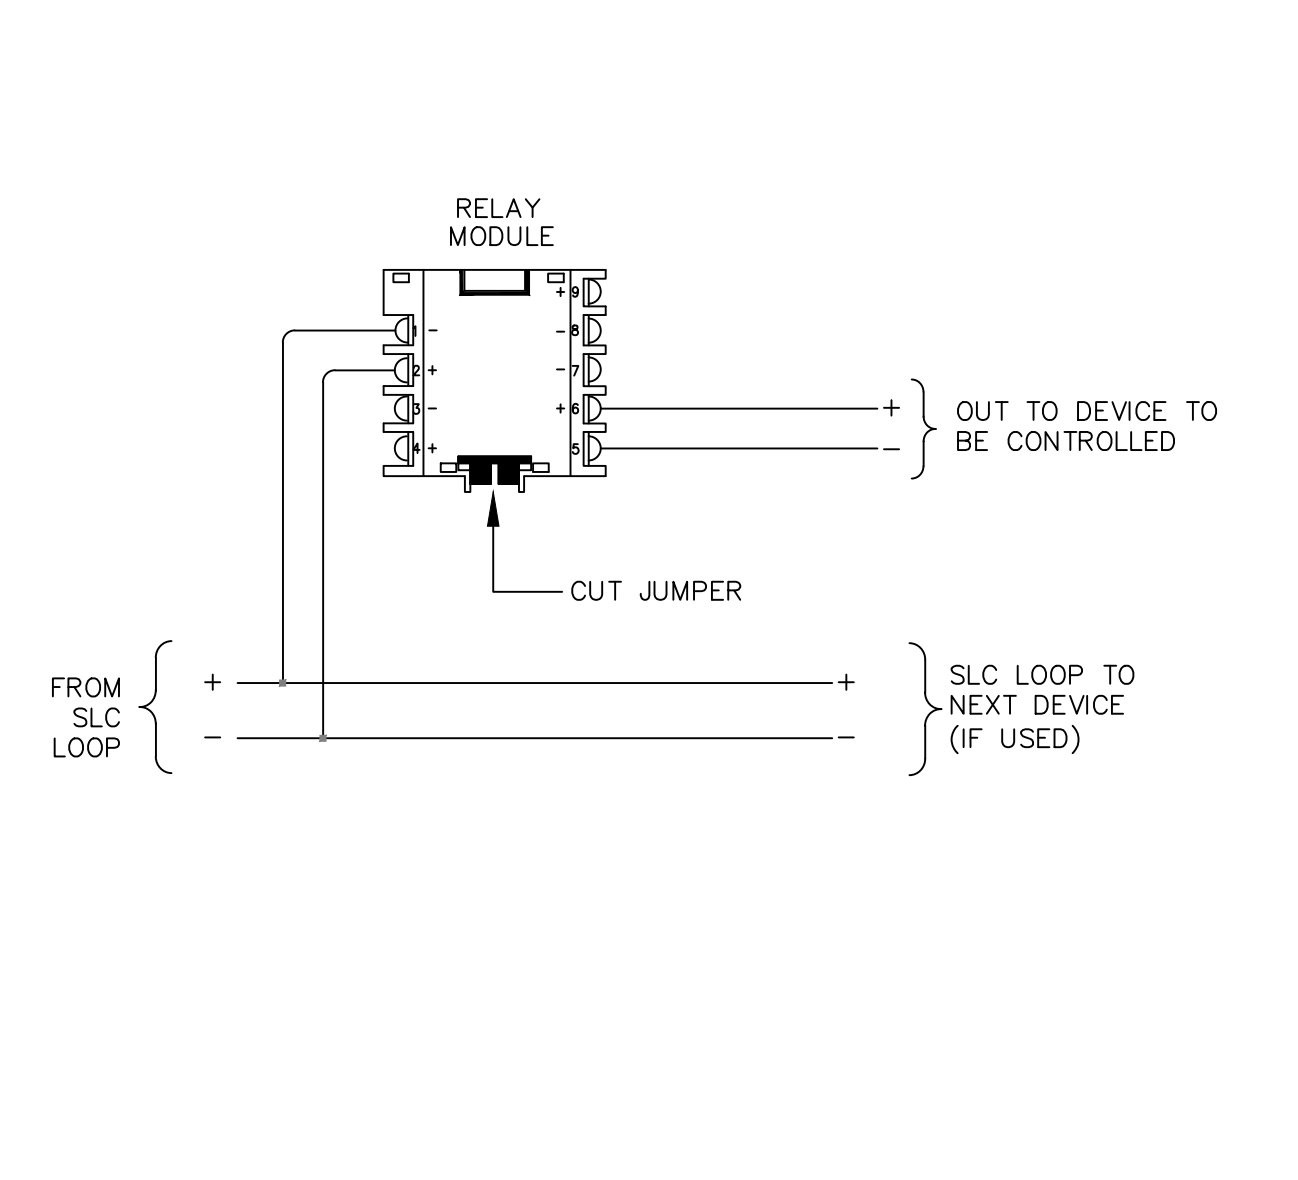 RELAY
MODULE
+ 9
1 − − 8
2 + − 7
3 − + 6
4 + 5
+
−
OUT TO DEVICE TO
BE CONTROLLED
CUT JUMPER
FROM
SLC
LOOP
+ +
− −
SLC LOOP TO
NEXT DEVICE
(IF USED)